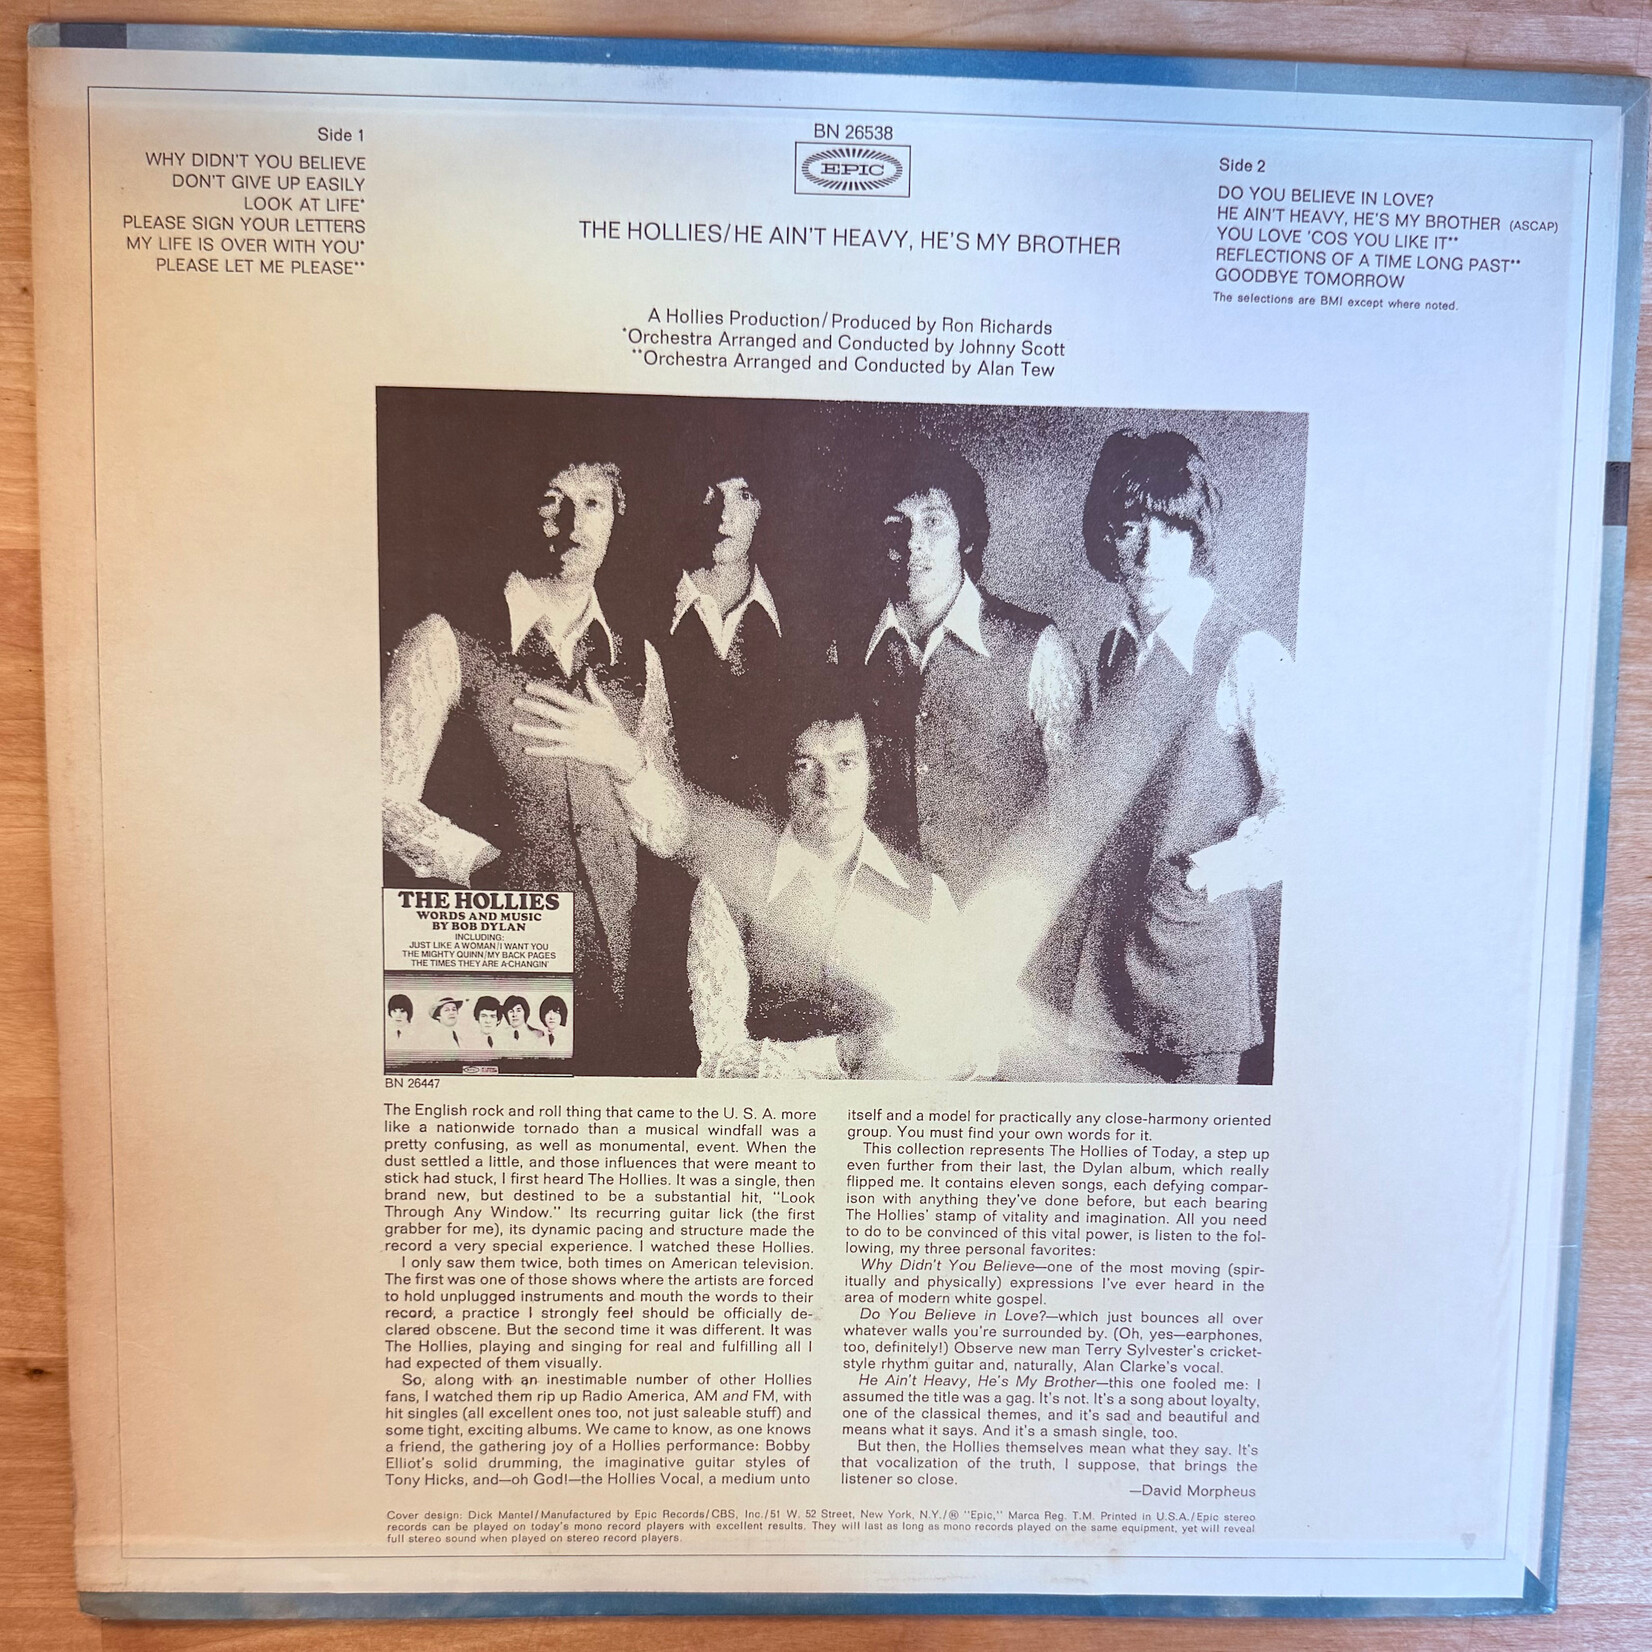 Side 1
WHY DIDN'T YOU BELIEVE
DON'T GIVE UP EASILY
LOOK AT LIFE*
PLEASE SIGN YOUR LETTERS
MY LIFE IS OVER WITH YOU*
PLEASE LET ME PLEASE**
BN 26538
EPIC
THE HOLLIES/HE AIN'T HEAVY, HE'S MY BROTHER
A Hollies Production/Produced by Ron Richards
*Orchestra Arranged and Conducted by Johnny Scott
**Orchestra Arranged and Conducted by Alan Tew
Side 2
DO YOU BELIEVE IN LOVE?
HE AIN'T HEAVY, HE'S MY BROTHER (ASCAP)
YOU LOVE 'COS YOU LIKE IT**
REFLECTIONS OF A TIME LONG PAST**
GOODBYE TOMORROW
The selections are BMI except where noted.
THE HOLLIES
WORDS AND MUSIC
BY BOB DYLAN
INCLUDING:
JUST LIKE A WOMAN/I WANT YOU
THE MIGHTY QUINN/MY BACK PAGES
THE TIMES THEY ARE A-CHANGIN'
BN 26447
The English rock and roll thing that came to the U. S. A. more
like a nationwide tornado than a musical windfall was a
pretty confusing, as well as monumental, event. When the
dust settled a little, and those influences that were meant to
stick had stuck, I first heard The Hollies. It was a single, then
brand new, but destined to be a substantial hit, "Look
Through Any Window." Its recurring guitar lick (the first
grabber for me), its dynamic pacing and structure made the
record a very special experience. I watched these Hollies.
I only saw them twice, both times on American television.
The first was one of those shows where the artists are forced
to hold unplugged instruments and mouth the words to their
record, a practice I strongly feel should be officially de-
clared obscene. But the second time it was different. It was
The Hollies, playing and singing for real and fulfilling all I
had expected of them visually.
So, along with an inestimable number of other Hollies
fans, I watched them rip up Radio America, AM and FM, with
hit singles (all excellent ones too, not just saleable stuff) and
some tight, exciting albums. We came to know, as one knows
a friend, the gathering joy of a Hollies performance: Bobby
Elliot's solid drumming, the imaginative guitar styles of
Tony Hicks, and—oh God!—the Hollies Vocal, a medium unto
itself and a model for practically any close-harmony oriented
group. You must find your own words for it.
This collection represents The Hollies of Today, a step up
even further from their last, the Dylan album, which really
flipped me. It contains eleven songs, each defying compar-
ison with anything they've done before, but each bearing
The Hollies' stamp of vitality and imagination. All you need
to do to be convinced of this vital power, is listen to the fol-
lowing, my three personal favorites:
Why Didn't You Believe—one of the most moving (spir-
itually and physically) expressions I've ever heard in the
area of modern white gospel.
Do You Believe in Love?—which just bounces all over
whatever walls you're surrounded by. (Oh, yes—earphones,
too, definitely!) Observe new man Terry Sylvester's cricket-
style rhythm guitar and, naturally, Alan Clarke's vocal.
He Ain't Heavy, He's My Brother—this one fooled me: I
assumed the title was a gag. It's not. It's a song about loyalty,
one of the classical themes, and it's sad and beautiful and
means what it says. And it's a smash single, too.
But then, the Hollies themselves mean what they say. It's
that vocalization of the truth, I suppose, that brings the
listener so close.
—David Morpheus
Cover design: Dick Mantel/Manufactured by Epic Records/CBS, Inc./51 W. 52 Street, New York, N.Y./® "Epic," Marca Reg. T.M. Printed in U.S.A./Epic stereo
records can be played on today's mono record players with excellent results. They will last as long as mono records played on the same equipment, yet will reveal
full stereo sound when played on stereo record players.